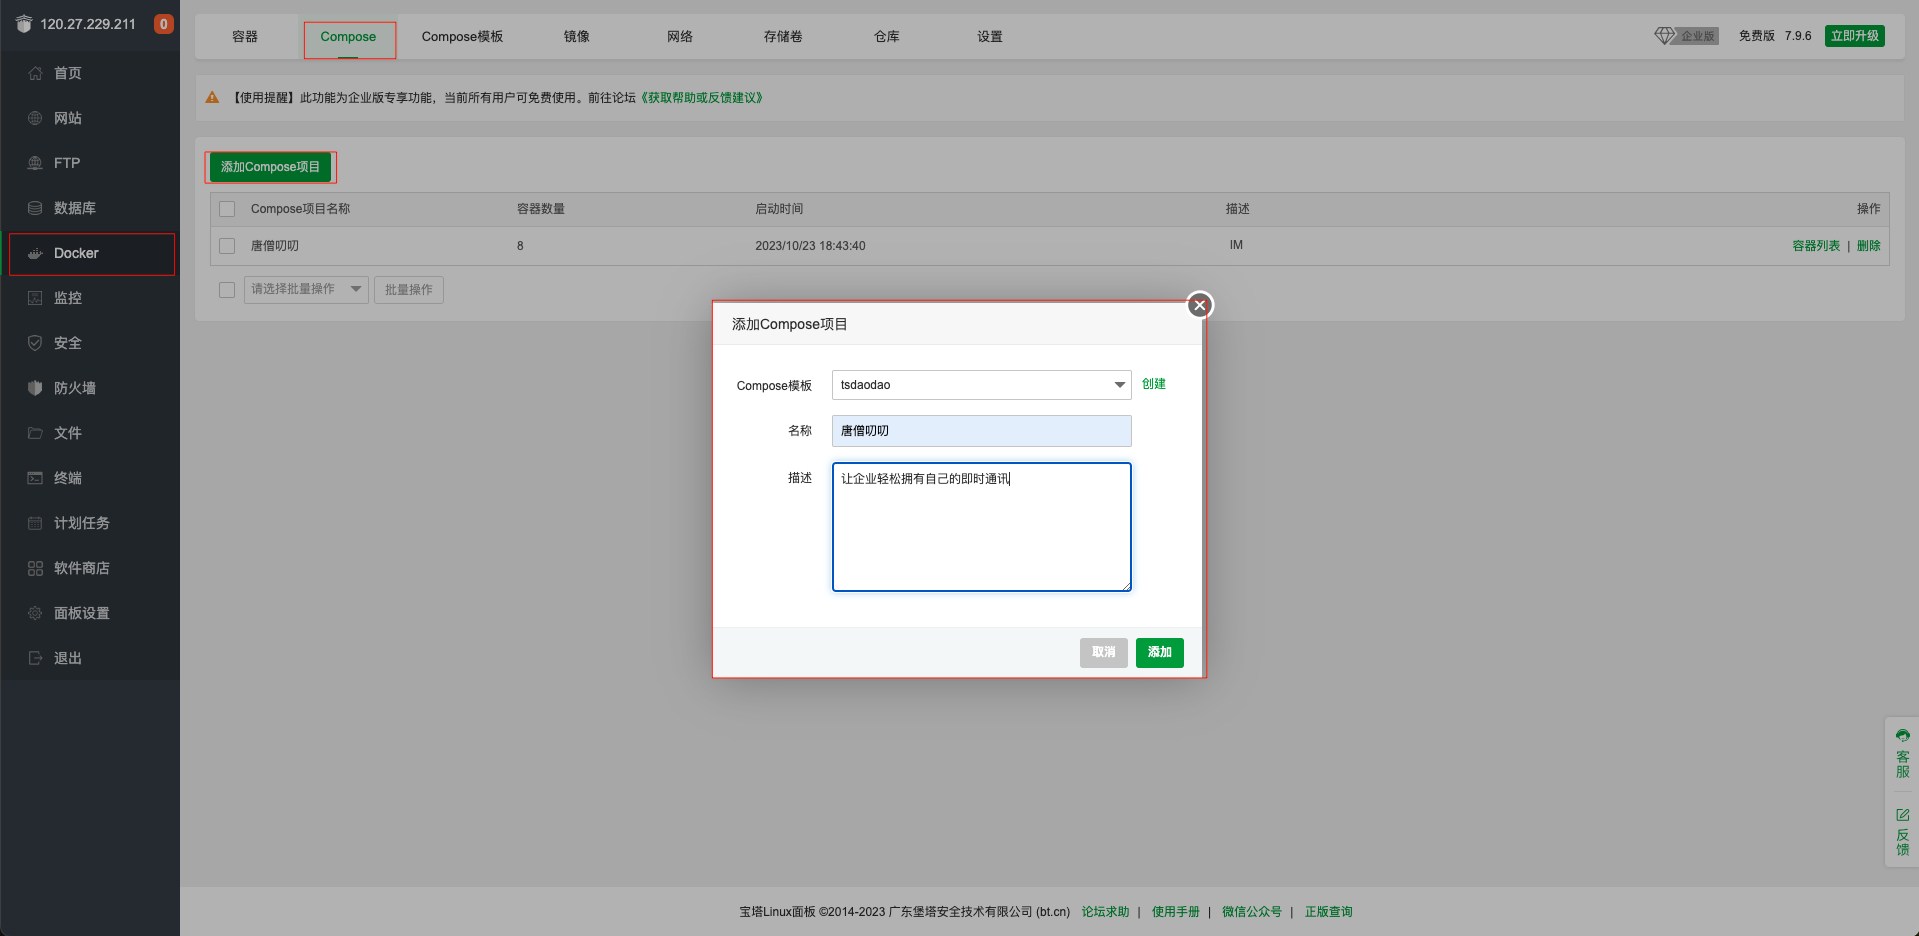 120.27.229.211 0
首页
网站
FTP
数据库
Docker
监控
安全
防火墙
文件
终端
计划任务
软件商店
面板设置
退出
容器 Compose Compose模板 镜像 网络 存储卷 仓库 设置 企业版 免费版 7.9.6 立即升级
【使用提醒】此功能为企业版专享功能，当前所有用户可免费使用。前往论坛《获取帮助或反馈建议》
添加Compose项目
Compose项目名称 容器数量 启动时间 描述 操作
唐僧叨叨 8 2023/10/23 18:43:40 IM 容器列表 | 删除
请选择批量操作 批量操作
添加Compose项目
Compose模板 tsdaodao 创建
名称 唐僧叨叨
描述 让企业轻松拥有自己的即时通讯
取消 添加
客服
反馈
宝塔Linux面板 ©2014-2023 广东堡塔安全技术有限公司 (bt.cn) 论坛求助 | 使用手册 | 微信公众号 | 正版查询